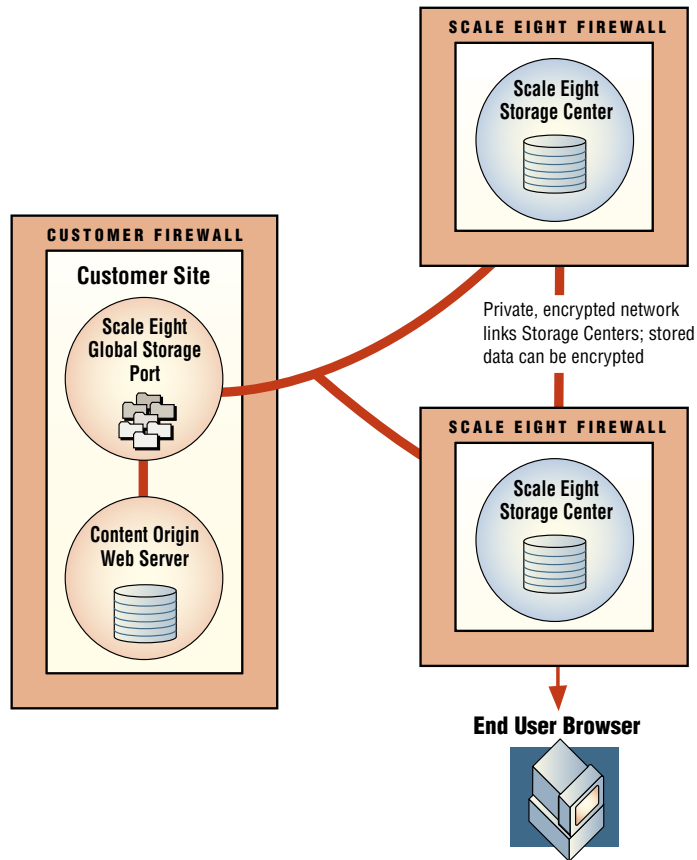 SCALE EIGHT FIREWALL
Scale Eight
Storage Center
CUSTOMER FIREWALL
Customer Site
Scale Eight
Global Storage
Port
Content Origin
Web Server
Private, encrypted network
links Storage Centers; stored
data can be encrypted
SCALE EIGHT FIREWALL
Scale Eight
Storage Center
End User Browser